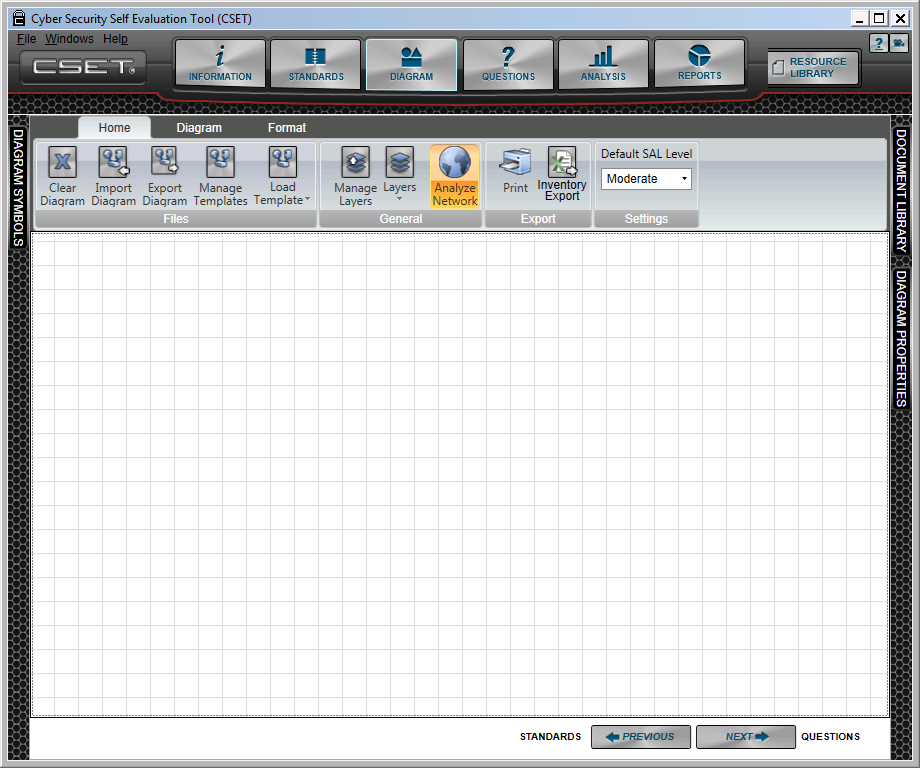 Cyber Security Self Evaluation Tool (CSET)
File Windows Help
CSET
INFORMATION
STANDARDS
DIAGRAM
?
QUESTIONS
ANALYSIS
REPORTS
RESOURCE
LIBRARY
?
Home Diagram Format
Clear
Diagram
Import
Diagram
Export
Diagram
Manage
Templates
Load
Template
Files
Manage
Layers
Layers
Analyze
Network
General
Print
Inventory
Export
Export
Default SAL Level
Moderate
Settings
DIAGRAM SYMBOLS
DOCUMENT LIBRARY
DIAGRAM PROPERTIES
STANDARDS PREVIOUS NEXT QUESTIONS